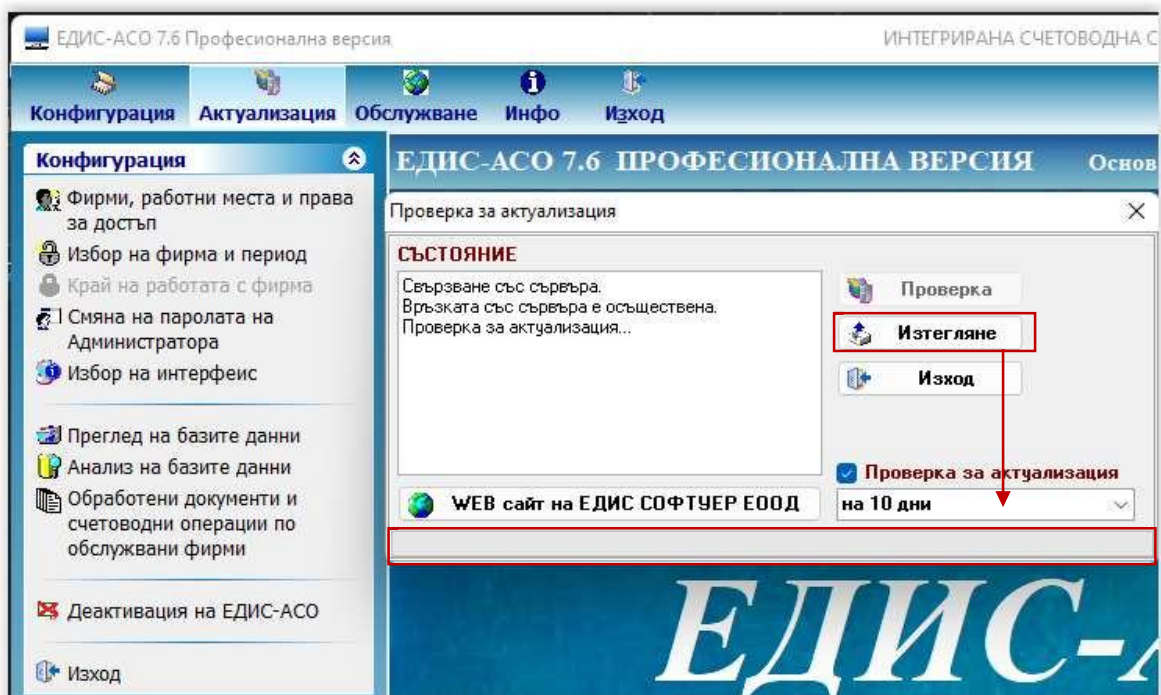 ЕДИС-АСО 7.6 Професионална версия
ИНТЕГРИРАНА СЧЕТОВОДНА С
Конфигурация Актуализация Обслужване Инфо Изход
Конфигурация
Фирми, работни места и права
за достъп
Избор на фирма и период
Край на работата с фирма
Смяна на паролата на
Администратора
Избор на интерфеис
Преглед на базите данни
Анализ на базите данни
Обработени документи и
счетоводни операции по
обслужвани фирми
Деактивация на ЕДИС-АСО
Изход
ЕДИС-АСО 7.6 ПРОФЕСИОНАЛНА ВЕРСИЯ
Основ
Проверка за актуализация
СЪСТОЯНИЕ
Свързване със сървъра.
Връзката със сървъра е осъществена.
Проверка за актуализация...
Проверка
Изтегляне
Изход
Проверка за актуализация
WEB сайт на ЕДИС СОФТУЕР ЕООД
на 10 дни
ЕДИС-А